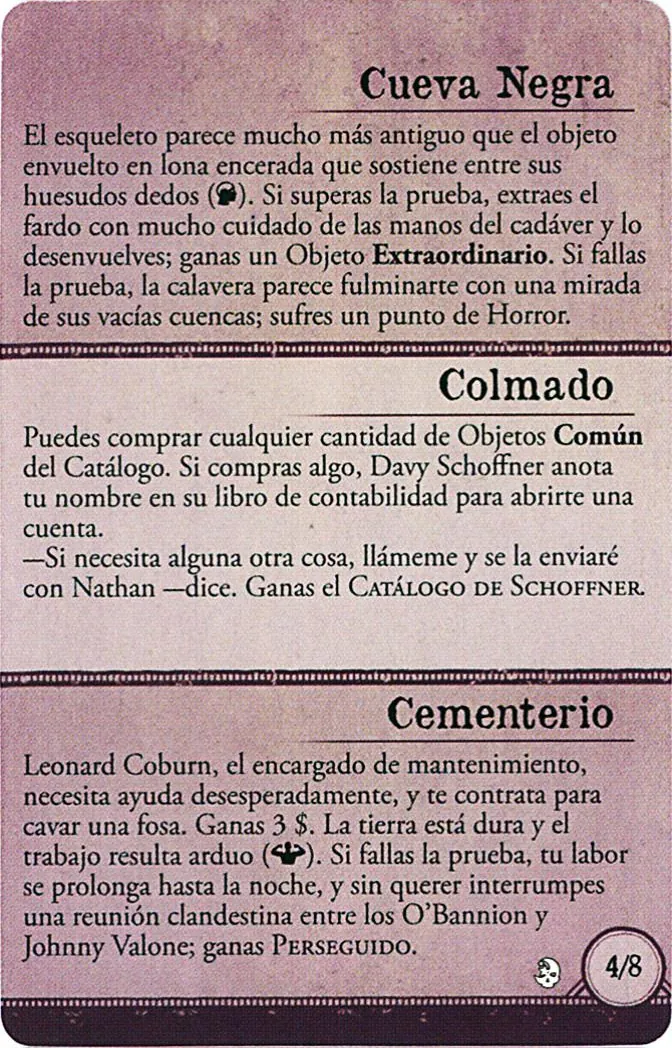 Cueva Negra
El esqueleto parece mucho más antiguo que el objeto
envuelto en lona encerada que sostiene entre sus
huesudos dedos (). Si superas la prueba, extraes el
fardo con mucho cuidado de las manos del cadáver y lo
desenvuelves; ganas un Objeto Extraordinario. Si fallas
la prueba, la calavera parece fulminarte con una mirada
de sus vacías cuencas; sufres un punto de Horror.
Colmado
Puedes comprar cualquier cantidad de Objetos Común
del Catálogo. Si compras algo, Davy Schoffner anota
tu nombre en su libro de contabilidad para abrirte una
cuenta.
—Si necesita alguna otra cosa, llámeme y se la enviaré
con Nathan —dice. Ganas el CATÁLOGO DE SCHOFFNER.
Cementerio
Leonard Coburn, el encargado de mantenimiento,
necesita ayuda desesperadamente, y te contrata para
cavar una fosa. Ganas 3 $. La tierra está dura y el
trabajo resulta arduo (). Si fallas la prueba, tu labor
se prolonga hasta la noche, y sin querer interrumpes
una reunión clandestina entre los O'Bannion y
Johnny Valone; ganas PERSEGUIDO.
4/8